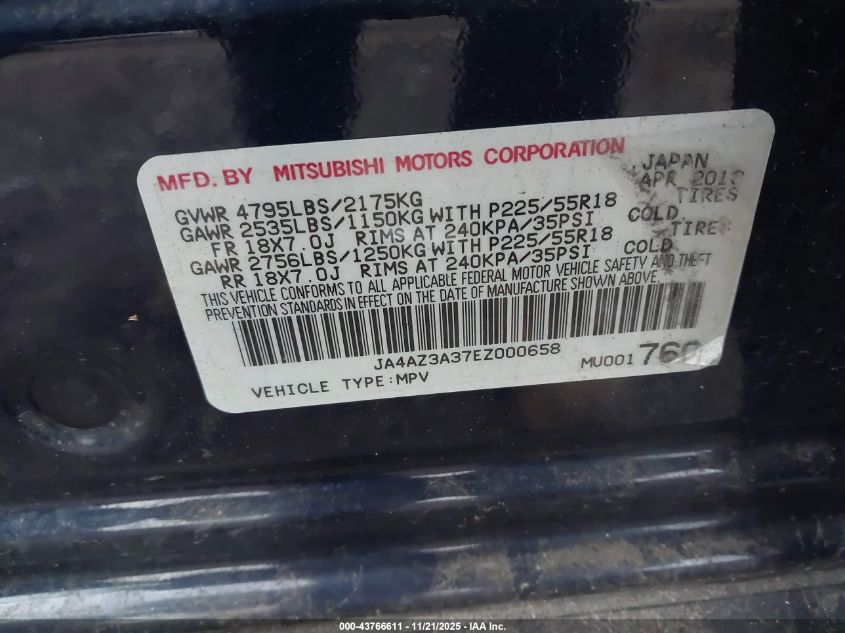 MFD. BY MITSUBISHI MOTORS CORPORATION JAPAN
GVWR 4795LBS/2175KG APR
GAWR 2535LBS/1150KG WITH P225/55R18 TIRES
FR 18X7.0J RIMS AT 240KPA/35PSI COLD
GAWR 2756LBS/1250KG WITH P225/55R18 TIRES
RR 18X7.0J RIMS AT 240KPA/35PSI COLD
THIS VEHICLE CONFORMS TO ALL APPLICABLE FEDERAL MOTOR VEHICLE SAFETY AND THEFT
PREVENTION STANDARDS IN EFFECT ON THE DATE OF MANUFACTURE SHOWN ABOVE.
JA4AZ3A37EZ000658
MU001
VEHICLE TYPE:MPV
000-43766611 - 11/21/2025 - IAA Inc.